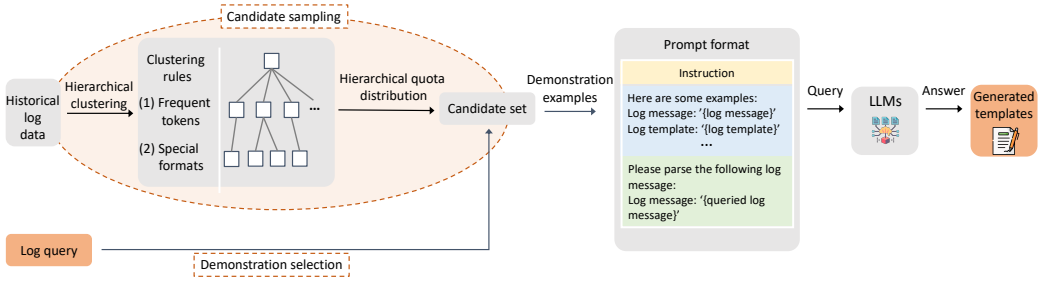 Candidate sampling
Historical
log
data
Hierarchical
clustering
Clustering
rules
(1) Frequent
tokens
(2) Special
formats
...
Hierarchical quota
distribution
Candidate set
Demonstration
examples
Prompt format
Instruction
Here are some examples:
Log message: ‘{log message}’
Log template: ‘{log template}’
...
Please parse the following log
message:
Log message: ‘{queried log
message}’
Query
LLMs
Answer
Generated
templates
Log query
Demonstration selection